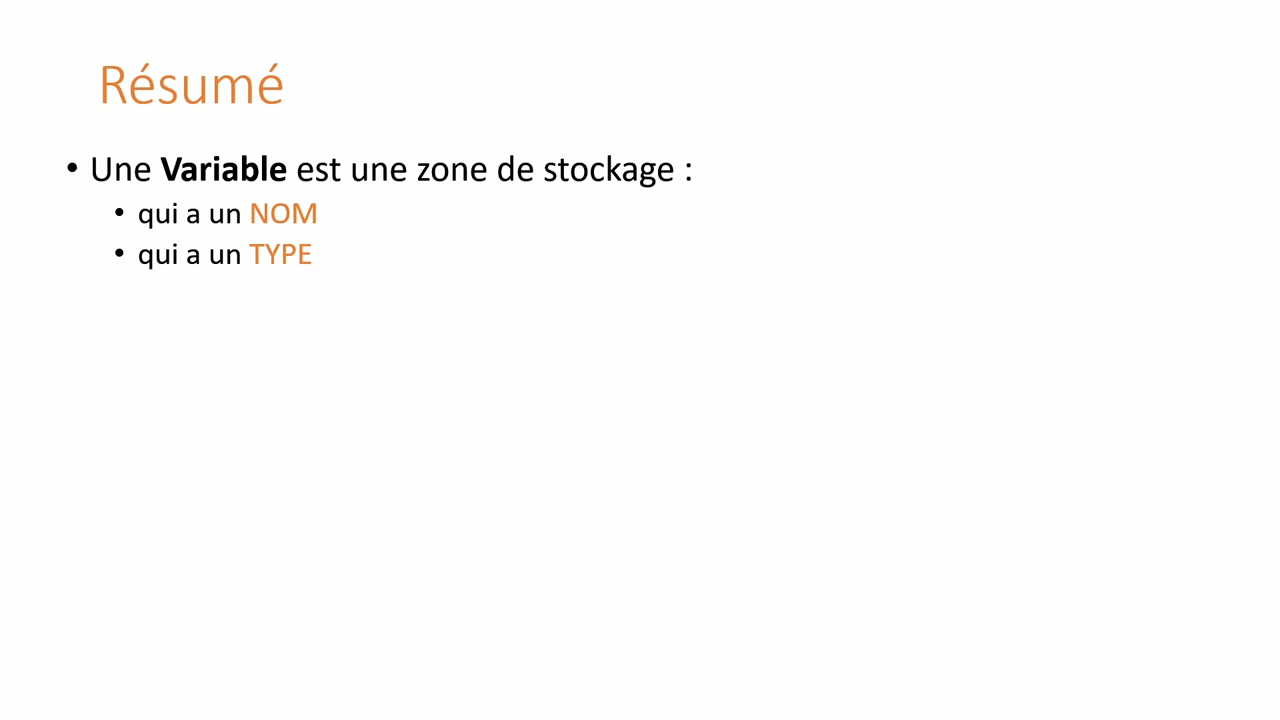 Résumé
• Une Variable est une zone de stockage :
• qui a un NOM
• qui a un TYPE